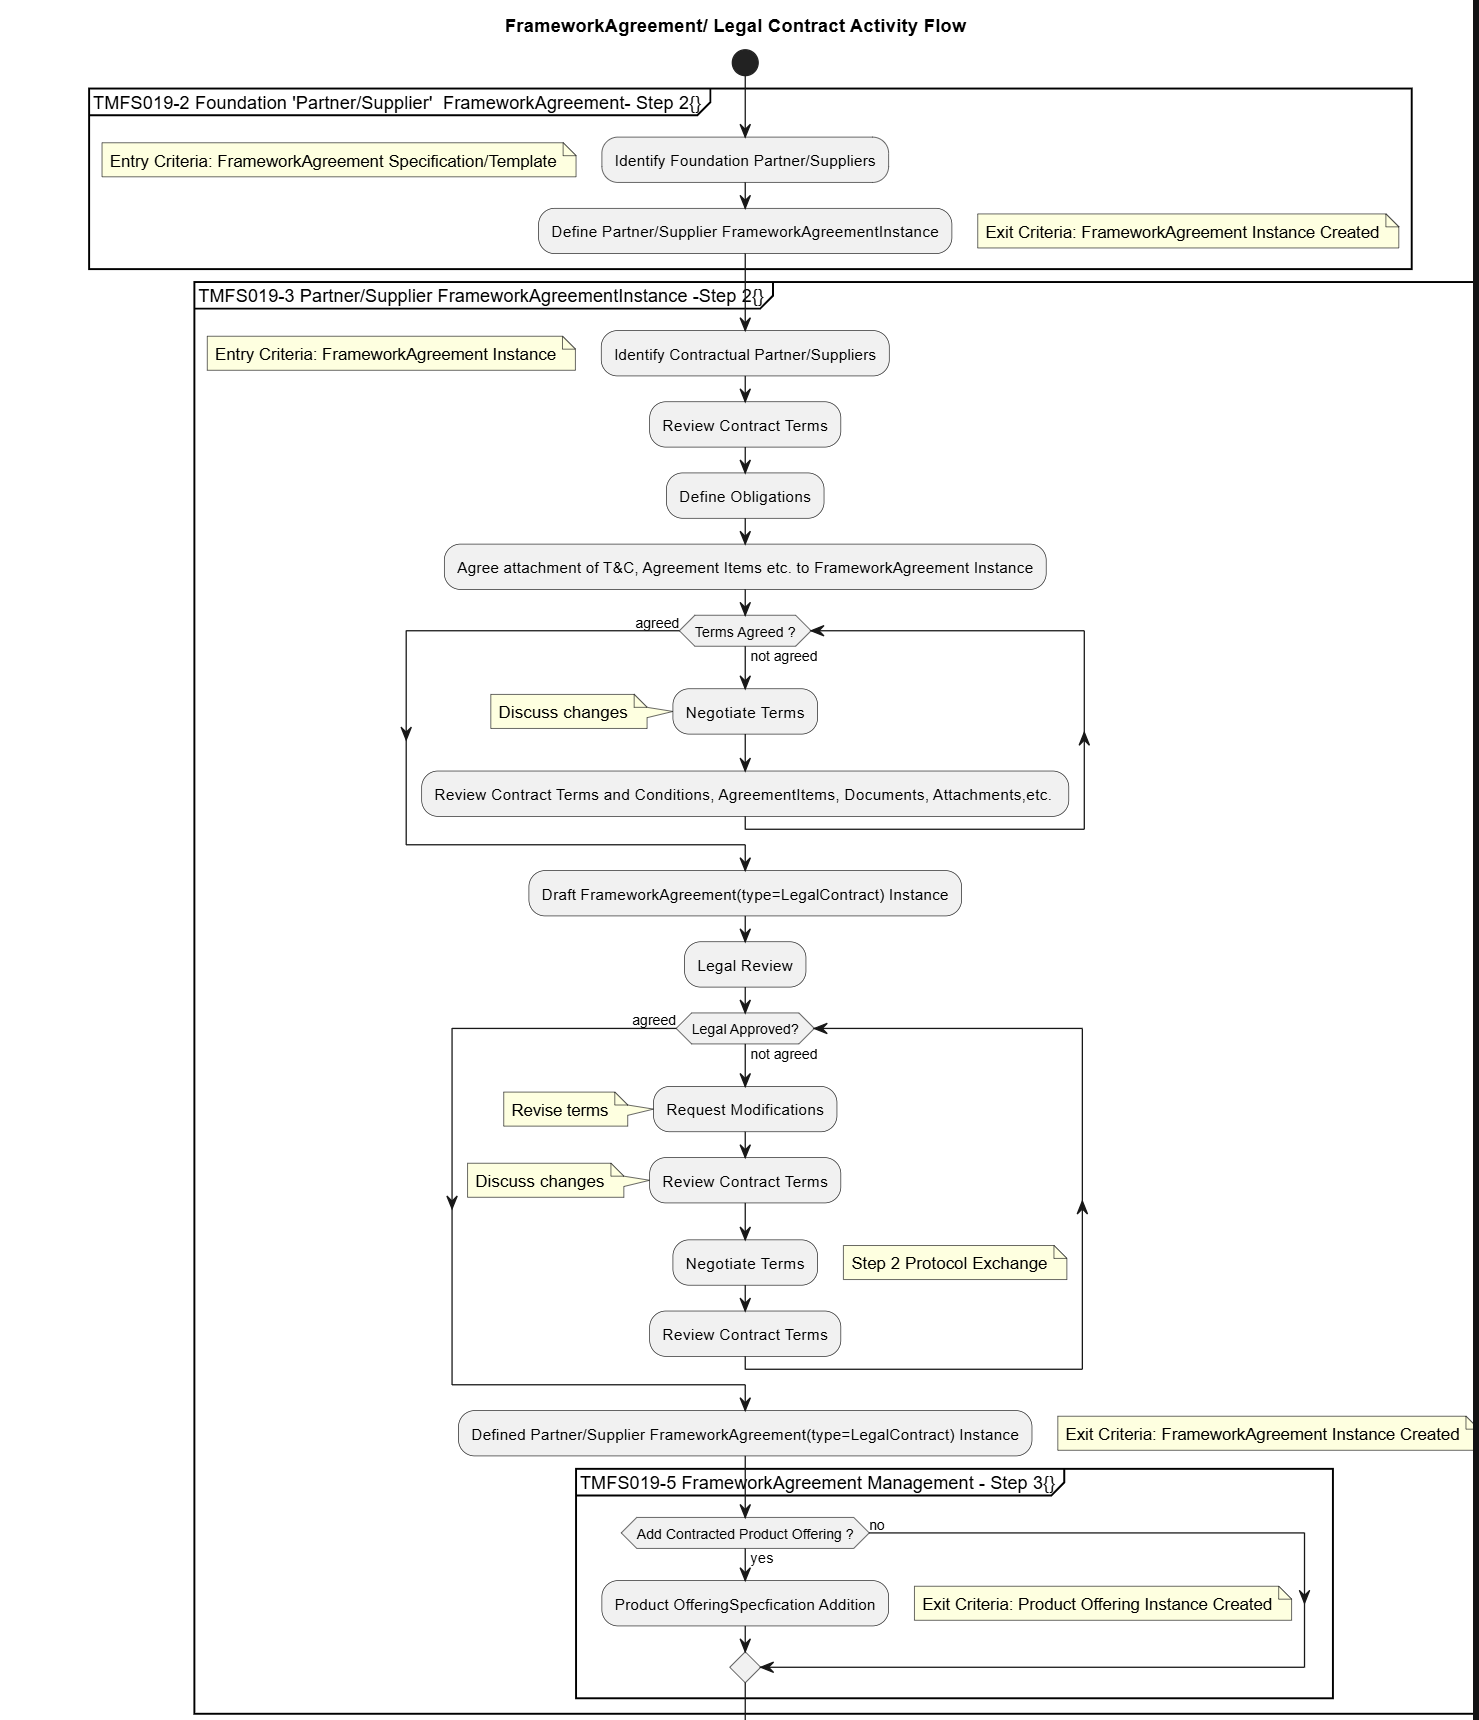 FrameworkAgreement/ Legal Contract Activity Flow
TMFS019-2 Foundation 'Partner/Supplier'  FrameworkAgreement- Step 2{}
Entry Criteria: FrameworkAgreement Specification/Template
Identify Foundation Partner/Suppliers
Define Partner/Supplier FrameworkAgreementInstance
Exit Criteria: FrameworkAgreement Instance Created
TMFS019-3 Partner/Supplier FrameworkAgreementInstance -Step 2{}
Entry Criteria: FrameworkAgreement Instance
Identify Contractual Partner/Suppliers
Review Contract Terms
Define Obligations
Agree attachment of T&C, Agreement Items etc. to FrameworkAgreement Instance
agreed
Terms Agreed ?
not agreed
Discuss changes
Negotiate Terms
Review Contract Terms and Conditions, AgreementItems, Documents, Attachments,etc.
Draft FrameworkAgreement(type=LegalContract) Instance
Legal Review
agreed
Legal Approved?
not agreed
Revise terms
Request Modifications
Discuss changes
Review Contract Terms
Negotiate Terms
Step 2 Protocol Exchange
Review Contract Terms
Defined Partner/Supplier FrameworkAgreement(type=LegalContract) Instance
Exit Criteria: FrameworkAgreement Instance Created
TMFS019-5 FrameworkAgreement Management - Step 3{}
Add Contracted Product Offering ?
no
yes
Product OfferingSpecfication Addition
Exit Criteria: Product Offering Instance Created